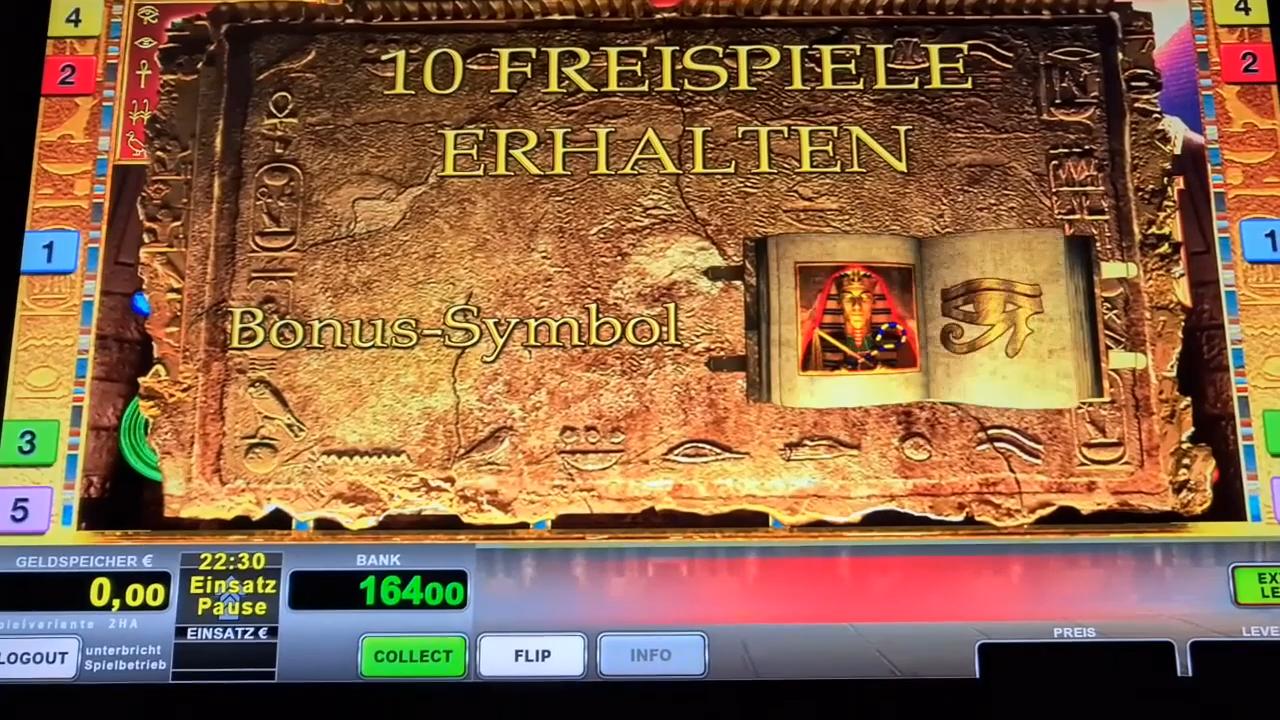 4
4
2
2
10 FREISPIELE
ERHALTEN
1
1
Bonus-Symbol
3
5
GELDSPEICHER €
0,00
22:30
Einsatz
Pause
BANK
16400
EINSATZ €
LOGOUT
unterbricht
Spielbetrieb
COLLECT
FLIP
INFO
PREIS